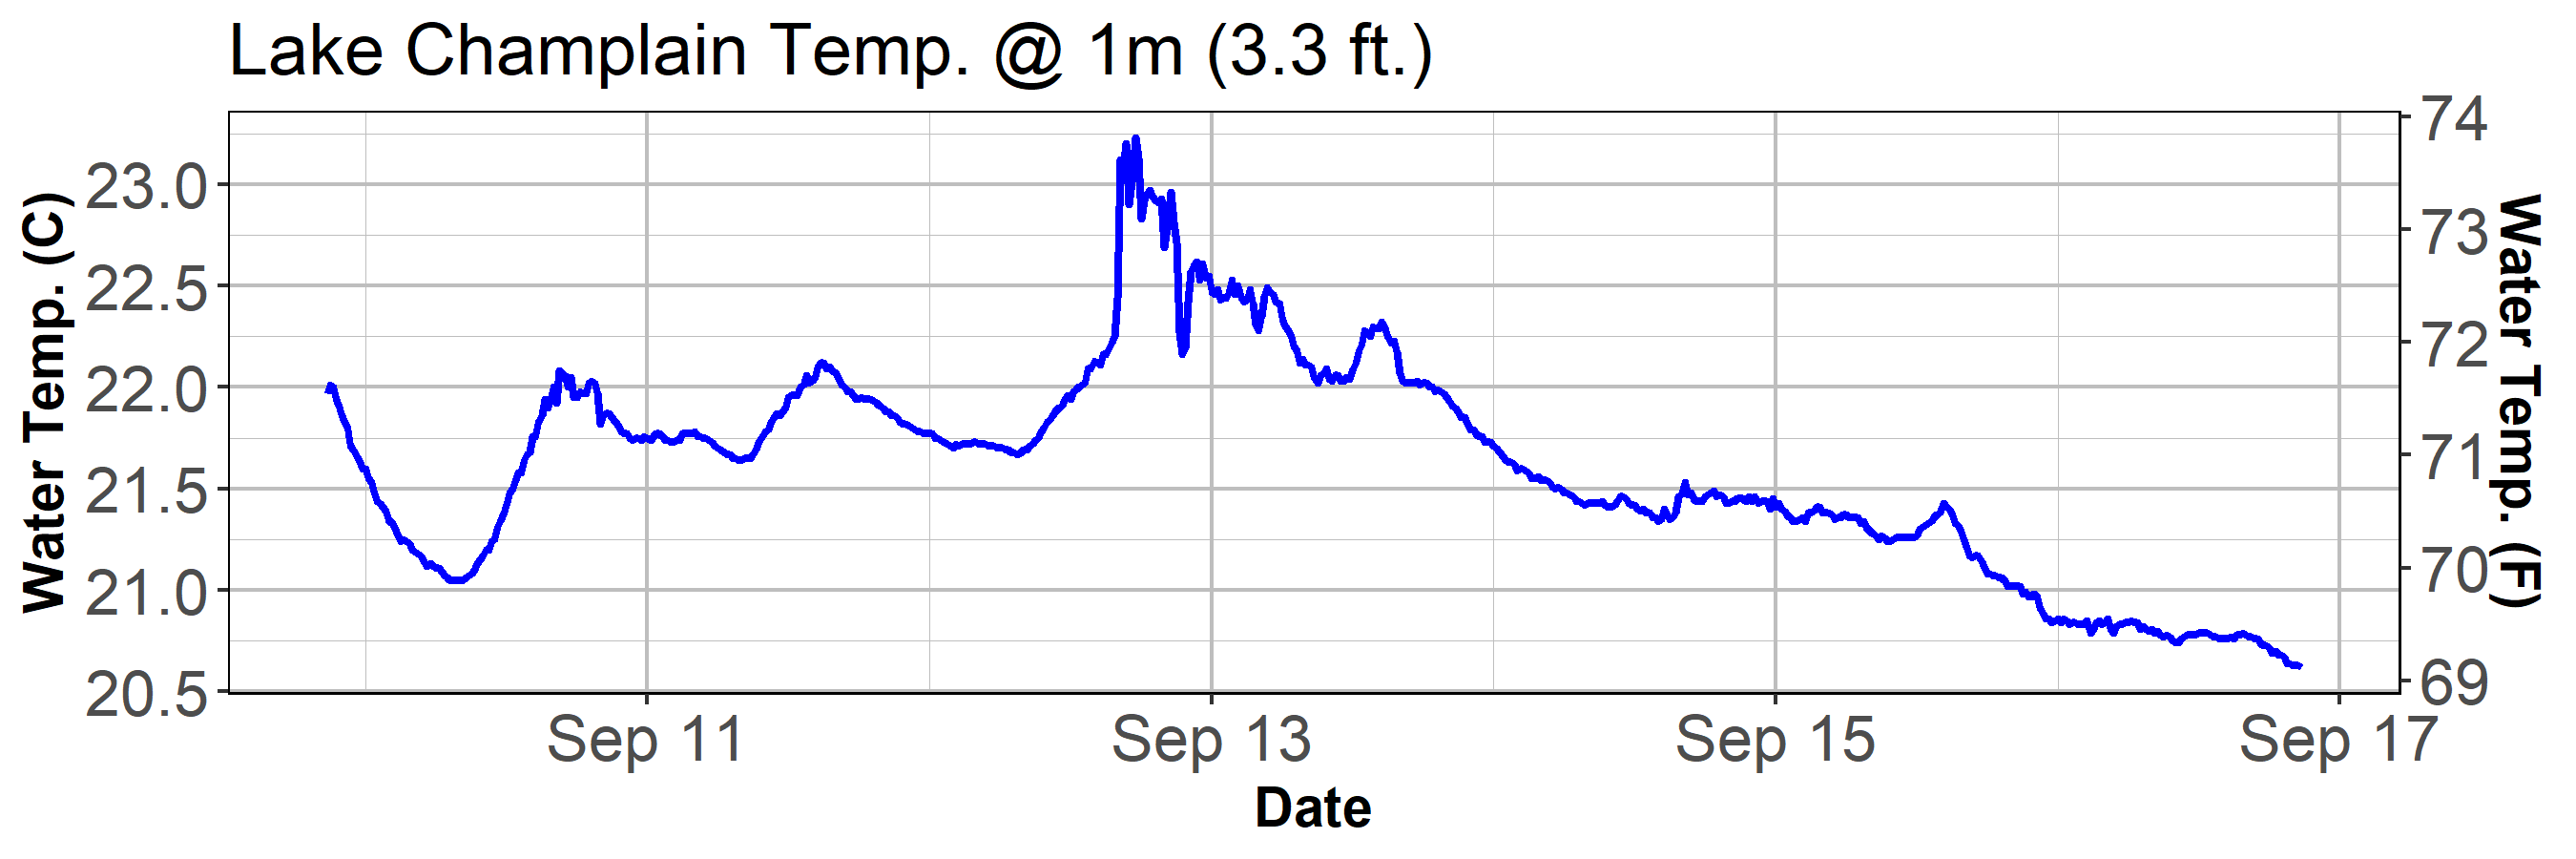 Lake Champlain Temp. @ 1m (3.3 ft.)
Water Temp. (C)
23.0
22.5
22.0
21.5
21.0
20.5
74
73
72
71
70
69
Water Temp. (F)
Sep 11 Sep 13 Sep 15 Sep 17
Date